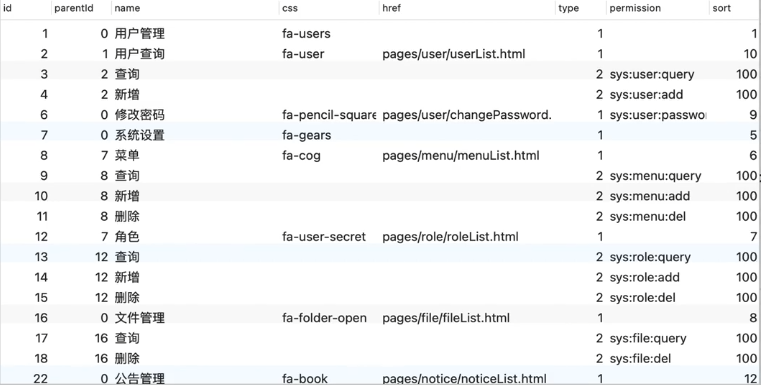 id parentId name css href type permission sort
1 0 用户管理 fa-users 1 1
2 1 用户查询 fa-user pages/user/userList.html 1 10
3 2 查询 2 sys:user:query 100
4 2 新增 2 sys:user:add 100
6 0 修改密码 fa-pencil-square pages/user/changePassword. 1 sys:user:passwo 9
7 0 系统设置 fa-gears 1 5
8 7 菜单 fa-cog pages/menu/menuList.html 1 6
9 8 查询 2 sys:menu:query 100
10 8 新增 2 sys:menu:add 100
11 8 删除 2 sys:menu:del 100
12 7 角色 fa-user-secret pages/role/roleList.html 1 7
13 12 查询 2 sys:role:query 100
14 12 新增 2 sys:role:add 100
15 12 删除 2 sys:role:del 100
16 0 文件管理 fa-folder-open pages/file/fileList.html 1 8
17 16 查询 2 sys:file:query 100
18 16 删除 2 sys:file:del 100
22 0 公告管理 fa-book pages/notice/noticeList.html 1 12